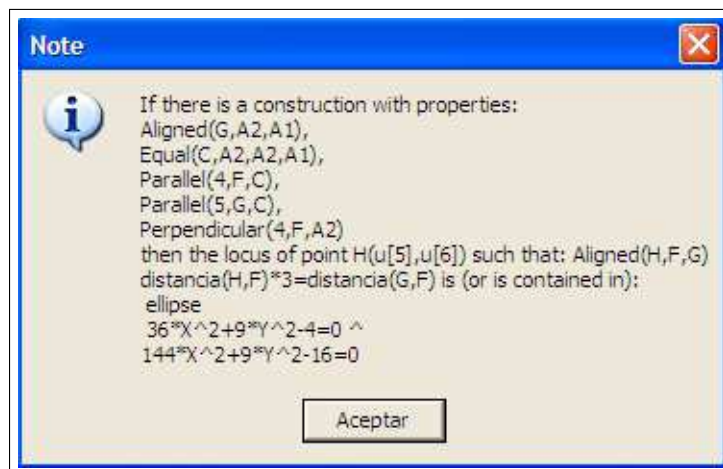 Note
If there is a construction with properties:
Aligned(G,A2,A1),
Equal(C,A2,A2,A1),
Parallel(4,F,C),
Parallel(5,G,C),
Perpendicular(4,F,A2)
then the locus of point H(u[5],u[6]) such that: Aligned(H,F,G)
distancia(H,F)*3=distancia(G,F) is (or is contained in):
ellipse
36*X^2+9*Y^2-4=0 ^
144*X^2+9*Y^2-16=0
Aceptar